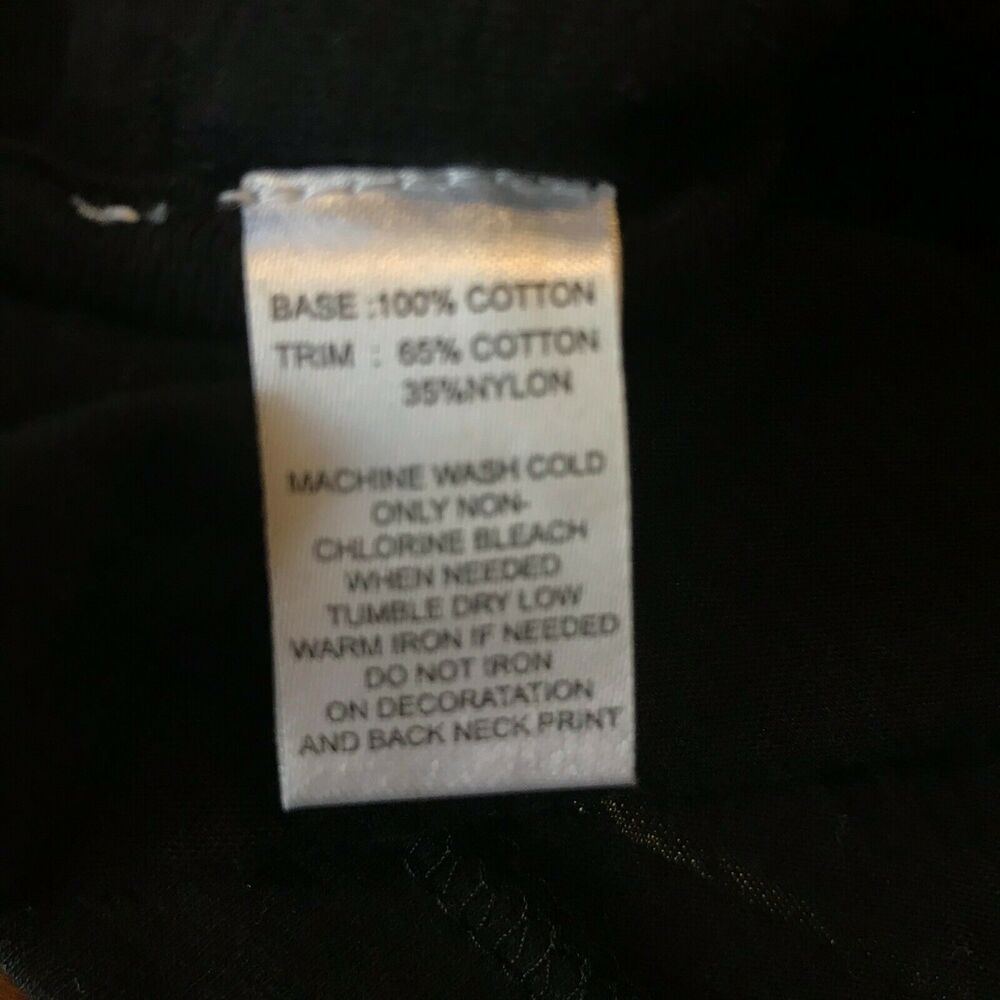 BASE :100% COTTON
TRIM : 65% COTTON
35%NYLON
MACHINE WASH COLD
ONLY NON-
CHLORINE BLEACH
WHEN NEEDED
TUMBLE DRY LOW
WARM IRON IF NEEDED
DO NOT IRON
ON DECORATATION
AND BACK NECK PRINT